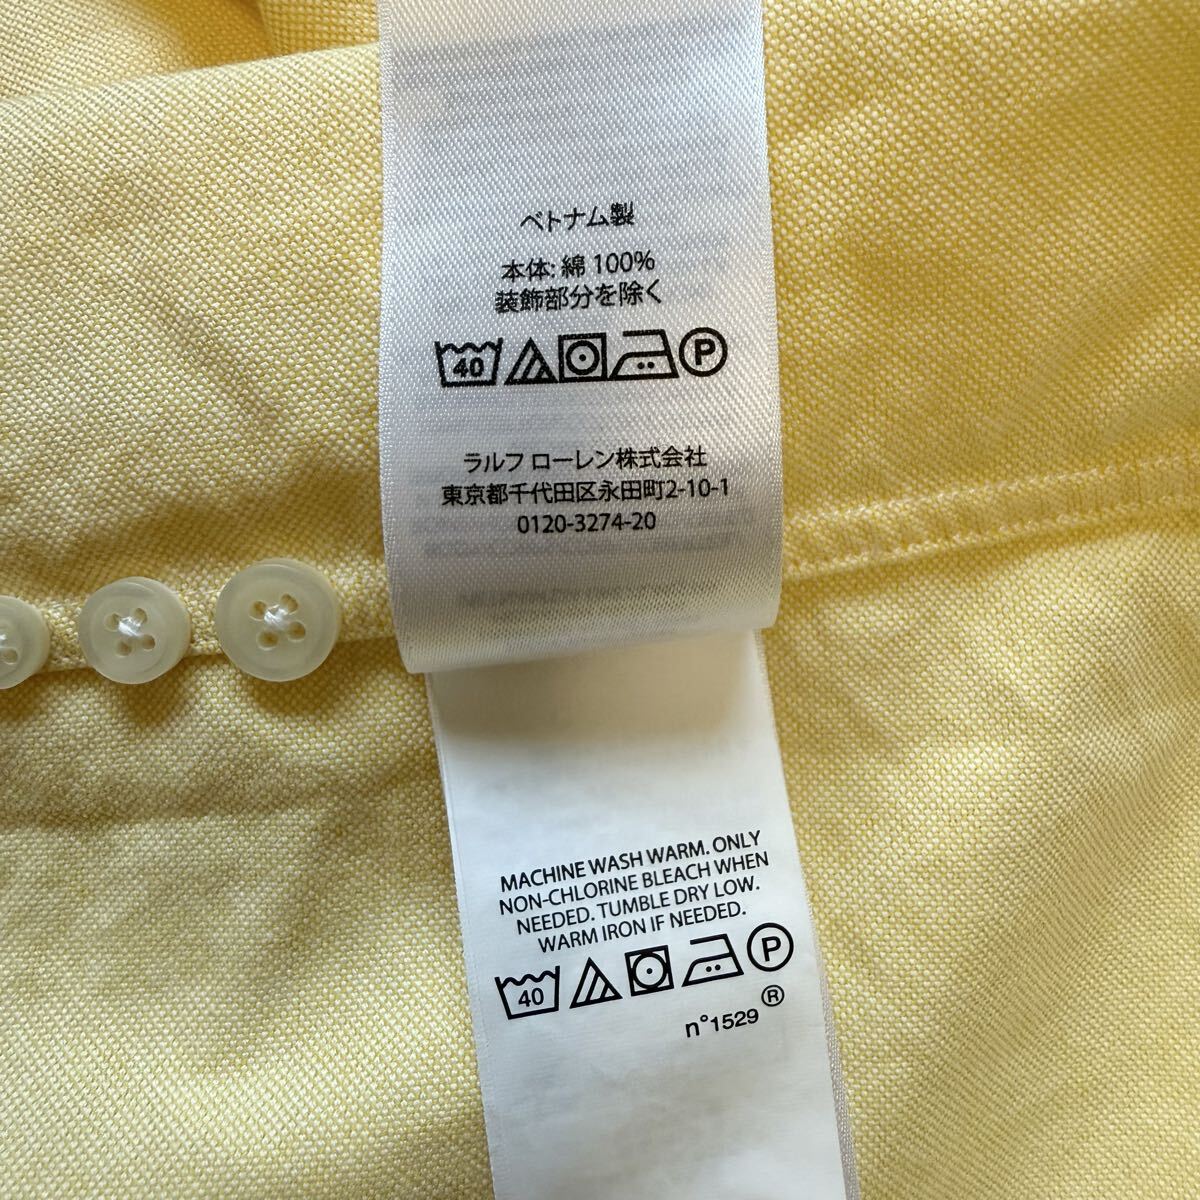 ベトナム製
本体: 綿 100%
装飾部分を除く
40 P
ラルフ ローレン株式会社
東京都千代田区永田町2-10-1
0120-3274-20
MACHINE WASH WARM. ONLY
NON-CHLORINE BLEACH WHEN
NEEDED. TUMBLE DRY LOW.
WARM IRON IF NEEDED.
40 P
n°1529 ®